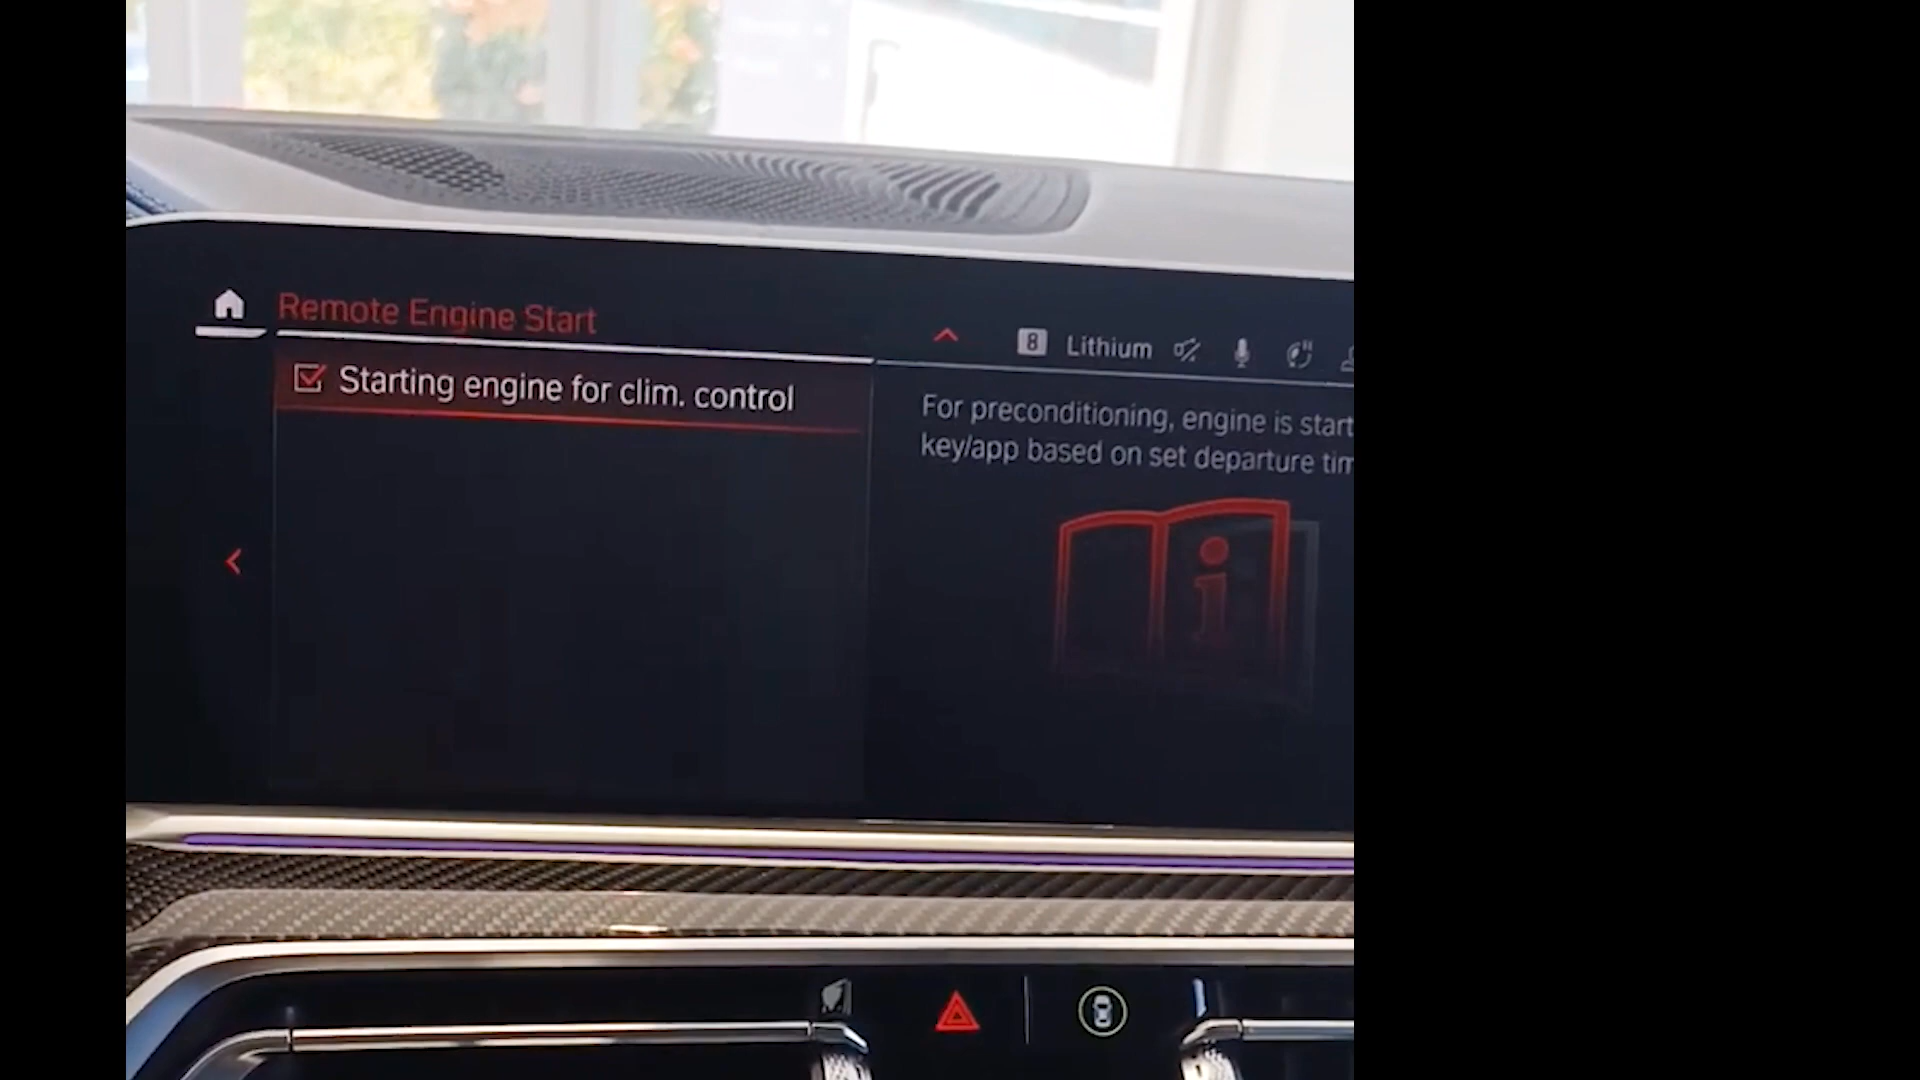 Remote Engine Start
8 Lithium
Starting engine for clim. control
For preconditioning, engine is start
key/app based on set departure tim